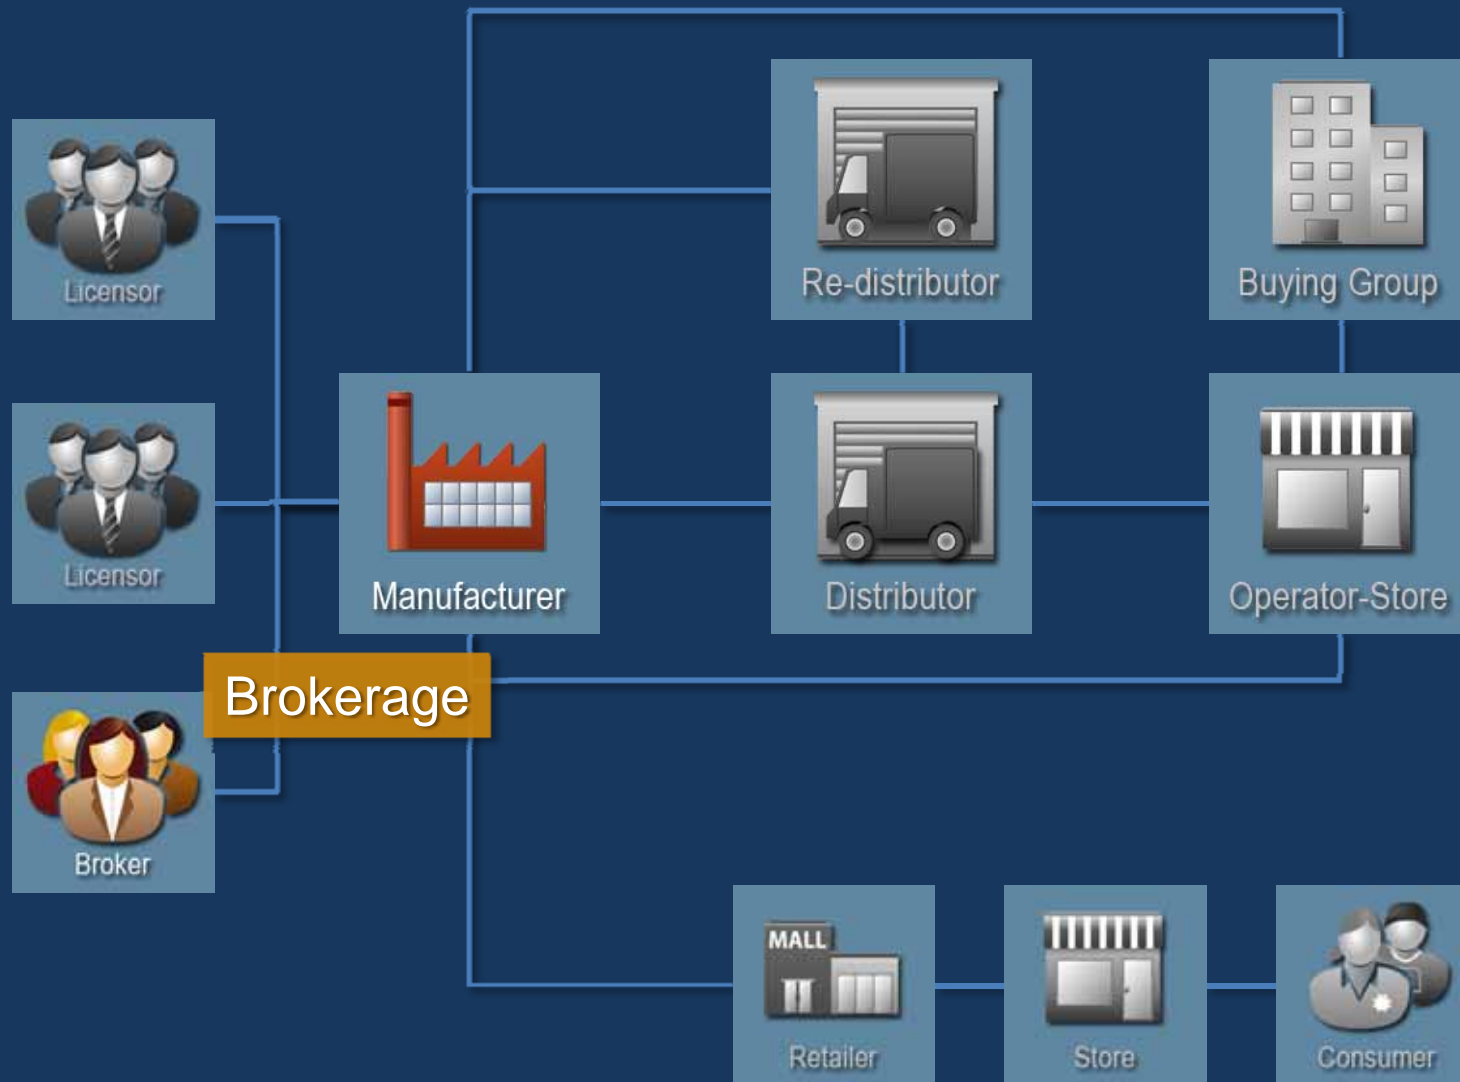 Licensor
Re-distributor
Buying Group
Licensor
Manufacturer
Distributor
Operator-Store
Brokerage
Broker
MALL
Retailer
Store
Consumer